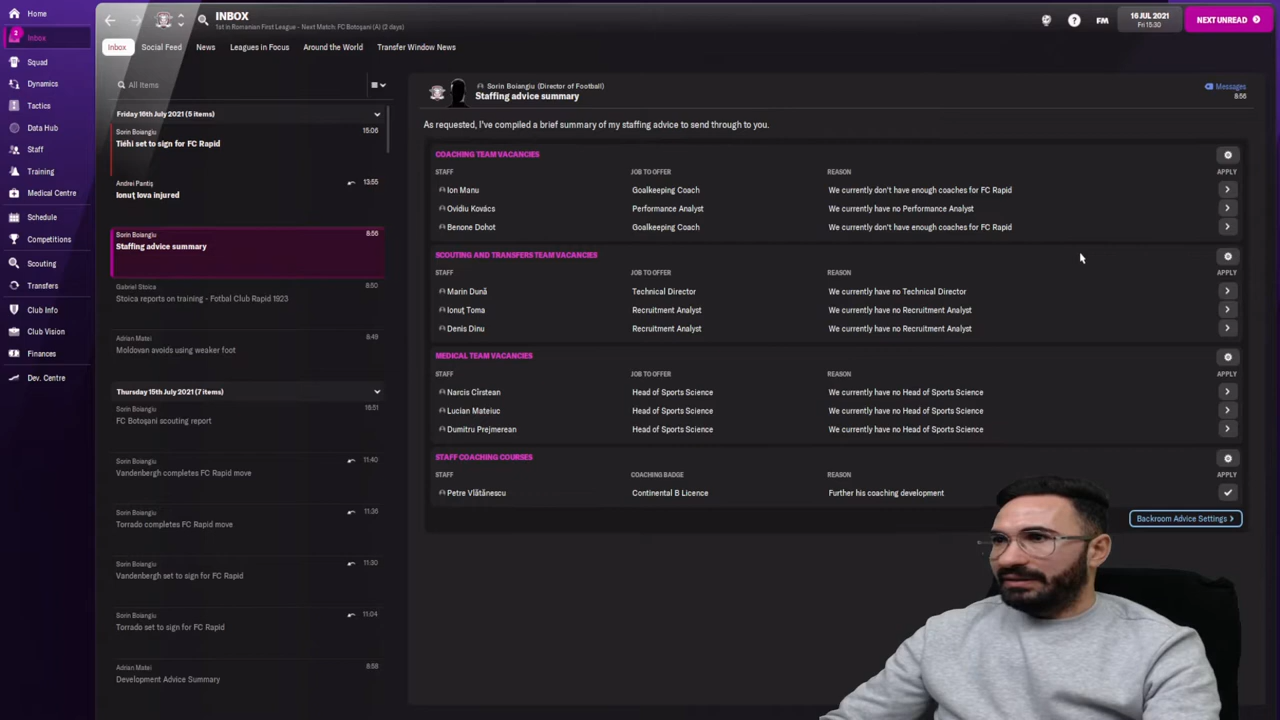 Home
Inbox
2
Squad
Dynamics
Tactics
Data Hub
Staff
Training
Medical Centre
Schedule
Competitions
Scouting
Transfers
Club Info
Club Vision
Finances
Dev. Centre
INBOX
1st in Romanian First League - Next Match: FC Botoșani (A) (2 days)
?
FM
16 JUL 2021
Fri 15:30
NEXT UNREAD
Inbox
Social Feed
News
Leagues in Focus
Around the World
Transfer Window News
All Items
Friday 16th July 2021 (5 items)
Sorin Boiangiu
15:06
Tiéhi set to sign for FC Rapid
Andrei Pantiș
13:55
Ionuț Iova injured
Sorin Boiangiu
8:56
Staffing advice summary
Gabriel Stoica
8:50
Stoica reports on training - Fotbal Club Rapid 1923
Adrian Matei
8:49
Moldovan avoids using weaker foot
Thursday 15th July 2021 (7 items)
Sorin Boiangiu
16:51
FC Botoșani scouting report
Sorin Boiangiu
11:40
Vandenbergh completes FC Rapid move
Sorin Boiangiu
11:36
Torrado completes FC Rapid move
Sorin Boiangiu
11:30
Vandenbergh set to sign for FC Rapid
Sorin Boiangiu
11:04
Torrado set to sign for FC Rapid
Adrian Matei
8:58
Development Advice Summary
Sorin Boiangiu (Director of Football)
Staffing advice summary
Messages
8:56
As requested, I've compiled a brief summary of my staffing advice to send through to you.
COACHING TEAM VACANCIES
STAFF JOB TO OFFER REASON APPLY
Ion Manu Goalkeeping Coach We currently don't have enough coaches for FC Rapid
Ovidiu Kovács Performance Analyst We currently have no Performance Analyst
Benone Dohot Goalkeeping Coach We currently don't have enough coaches for FC Rapid
SCOUTING AND TRANSFERS TEAM VACANCIES
STAFF JOB TO OFFER REASON APPLY
Marin Dună Technical Director We currently have no Technical Director
Ionuț Toma Recruitment Analyst We currently have no Recruitment Analyst
Denis Dinu Recruitment Analyst We currently have no Recruitment Analyst
MEDICAL TEAM VACANCIES
STAFF JOB TO OFFER REASON APPLY
Narcis Cîrstean Head of Sports Science We currently have no Head of Sports Science
Lucian Mateiuc Head of Sports Science We currently have no Head of Sports Science
Dumitru Prejmerean Head of Sports Science We currently have no Head of Sports Science
STAFF COACHING COURSES
STAFF COACHING BADGE REASON APPLY
Petre Vlătănescu Continental B Licence Further his coaching development
Backroom Advice Settings